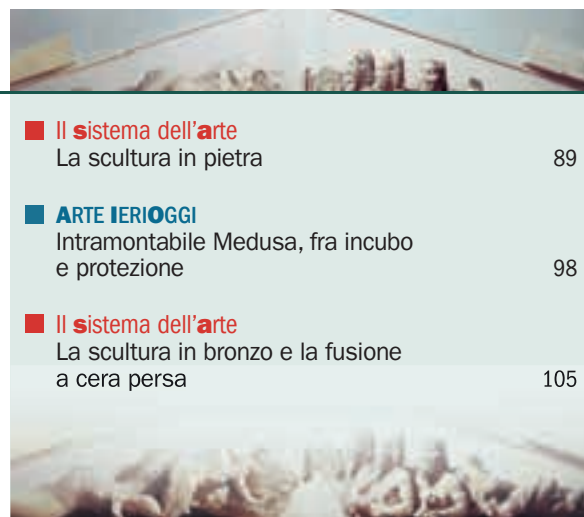 Il sistema dell'arte
La scultura in pietra 89
ARTE IERIOGGI
Intramontabile Medusa, fra incubo
e protezione 98
Il sistema dell'arte
La scultura in bronzo e la fusione
a cera persa 105